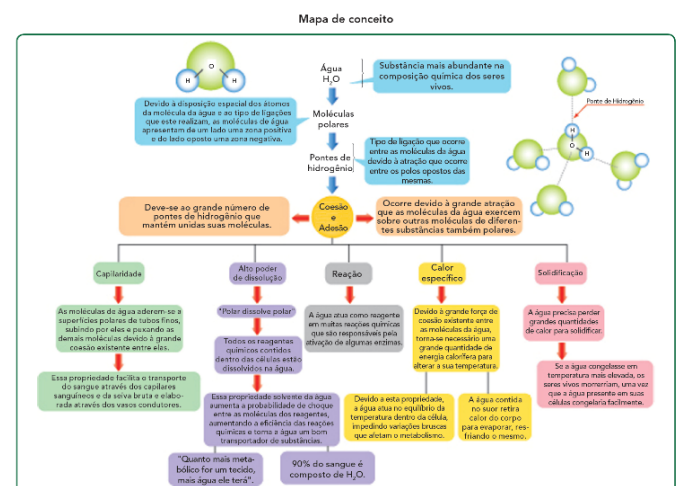 Mapa de conceito
Água
H₂O
Substância mais abundante na
composição química dos seres
vivos.
H
O
H
Devido à disposição espacial dos átomos
da molécula da água e ao tipo de ligações
que este realizam, as moléculas de água
apresentam de um lado uma zona positiva
e do lado oposte uma zona negativa.
Moléculas
polares
Ponte de Hidrogênio
H
O
H
Pontes de
hidrogênio
Tipo de ligação que ocorre
entre as moléculas da água
devido à atração que ocorre
entre os polos opostos das
mesmas.
Deve-se ao grande número de
pontes de hidrogênio que
mantém unidas suas moléculas.
Coesão
e
Adesão
Ocorre devido à grande atração
que as moléculas da água exercem
sobre outras moléculas de diferen-
tes substâncias também polares.
Capilaridade
Alto poder
de dissolução
Reação
Calor
específico
Solidificação
As moléculas de água aderem-se a
superfícies polares de tubos finos,
subindo por eles e puxando as
demais moléculas devido à grande
coesão existente entre elas.
"Polar dissolve polar"
A água atua como reagente
em muitas reações químicas
que são responsáveis pela
ativação de algumas enzimas.
Devido à grande força de
coesão existente entre
as moléculas da água,
torna-se necessário uma
grande quantidade de
energia calorífera para
alterar a sua temperatura.
A água precisa perder
grandes quantidades
de calor para solidificar.
Todos os reagentes
químicos contidos
dentro das células estão
dissolvidos na água.
Se a água congelasse em
temperatura mais elevada, os
seres vivos morrerriam, uma vez
que a água presente em suas
células congelaria facilmente.
Essa propriedade facilita o transporte
do sangue através dos capilares
sanguíneos e da seiva bruta e elabo-
rada através dos vasos condutores.
Essa propriedade solvente da água
aumenta a probabilidade de choque
entre as moléculas dos reagentes,
aumentando a eficiência das reações
químicas e torna a água um bom
transportador de substâncias.
Devido a esta propriedade,
a água atua no equilíbrio da
temperatura dentro da célula,
impedindo variações bruscas
que afetam o metabolismo.
A água contida
no suor retira
calor do corpo
para evaporar, res-
friando o mesmo.
"Quanto mais meta-
bólico for um tecido,
mais água ele terá".
90% do sangue é
composto de H₂O.